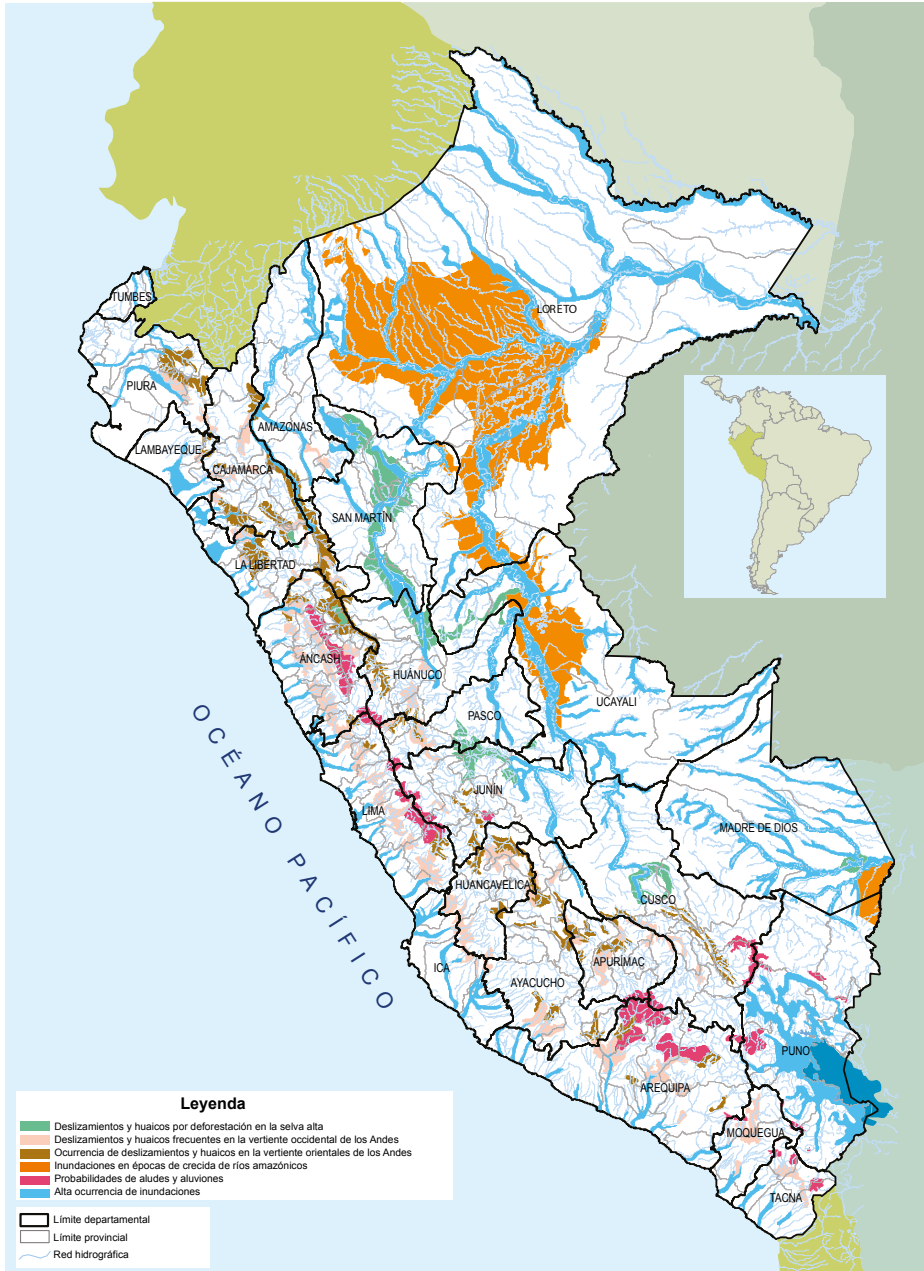 TUMBES
LORETO
PIURA
AMAZONAS
LAMBAYEQUE
CAJAMARCA
SAN MARTÍN
LA LIBERTAD
ÁNCASH
HUÁNUCO
UCAYALI
PASCO
OCÉANO PACÍFICO
JUNÍN
LIMA
MADRE DE DIOS
HUANCAVELICA
CUSCO
APURÍMAC
ICA
AYACUCHO
PUNO
AREQUIPA
MOQUEGUA
TACNA
Leyenda
Deslizamientos y huaicos por deforestación en la selva alta
Deslizamientos y huaicos frecuentes en la vertiente occidental de los Andes
Ocurrencia de deslizamientos y huaicos en la vertiente orientales de los Andes
Inundaciones en épocas de crecida de ríos amazónicos
Probabilidades de aludes y aluviones
Alta ocurrencia de inundaciones
Límite departamental
Límite provincial
Red hidrográfica